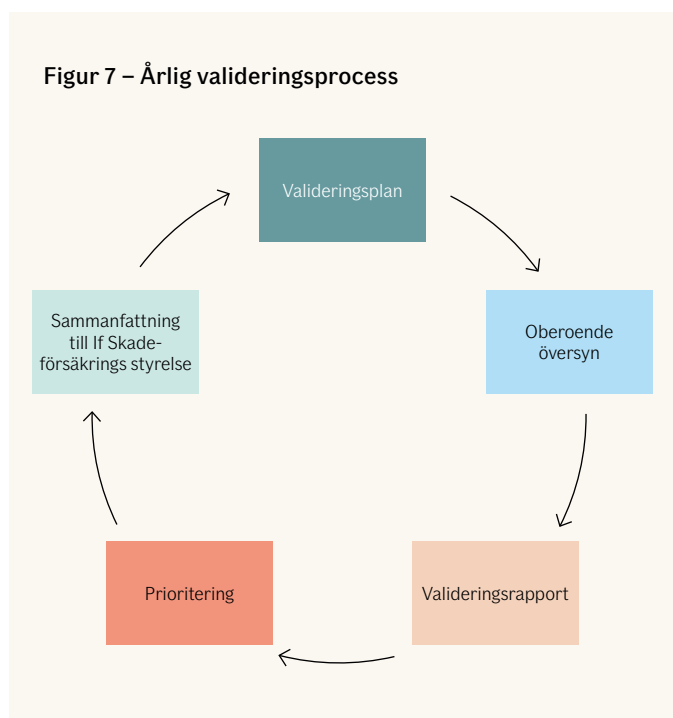 Figur 7 – Årlig valideringsprocess
Valideringsplan
Oberoende
översyn
Valideringsrapport
Prioritering
Sammanfattning
till If Skade-
försäkrings styrelse